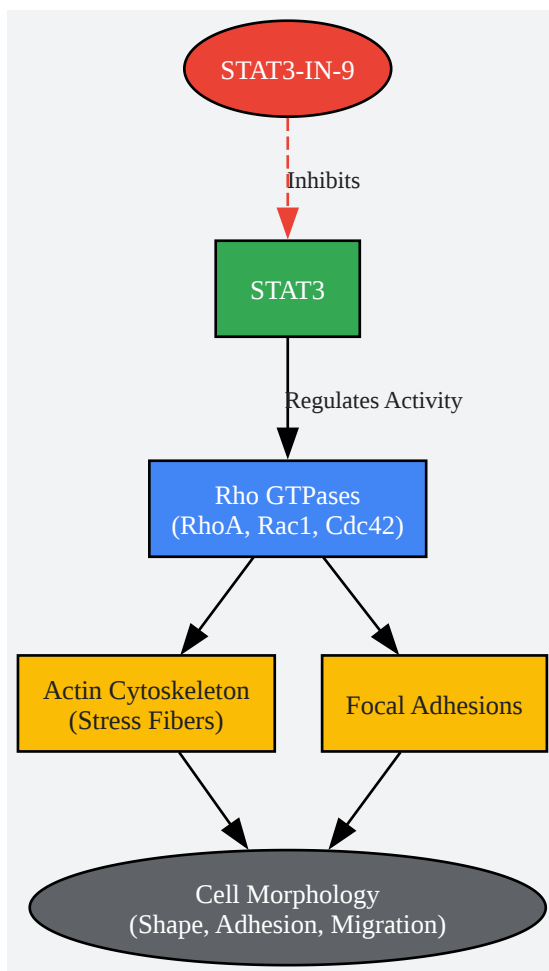 STAT3-IN-9
Inhibits
STAT3
Regulates Activity
Rho GTPases
(RhoA, Rac1, Cdc42)
Actin Cytoskeleton
(Stress Fibers)
Focal Adhesions
Cell Morphology
(Shape, Adhesion, Migration)